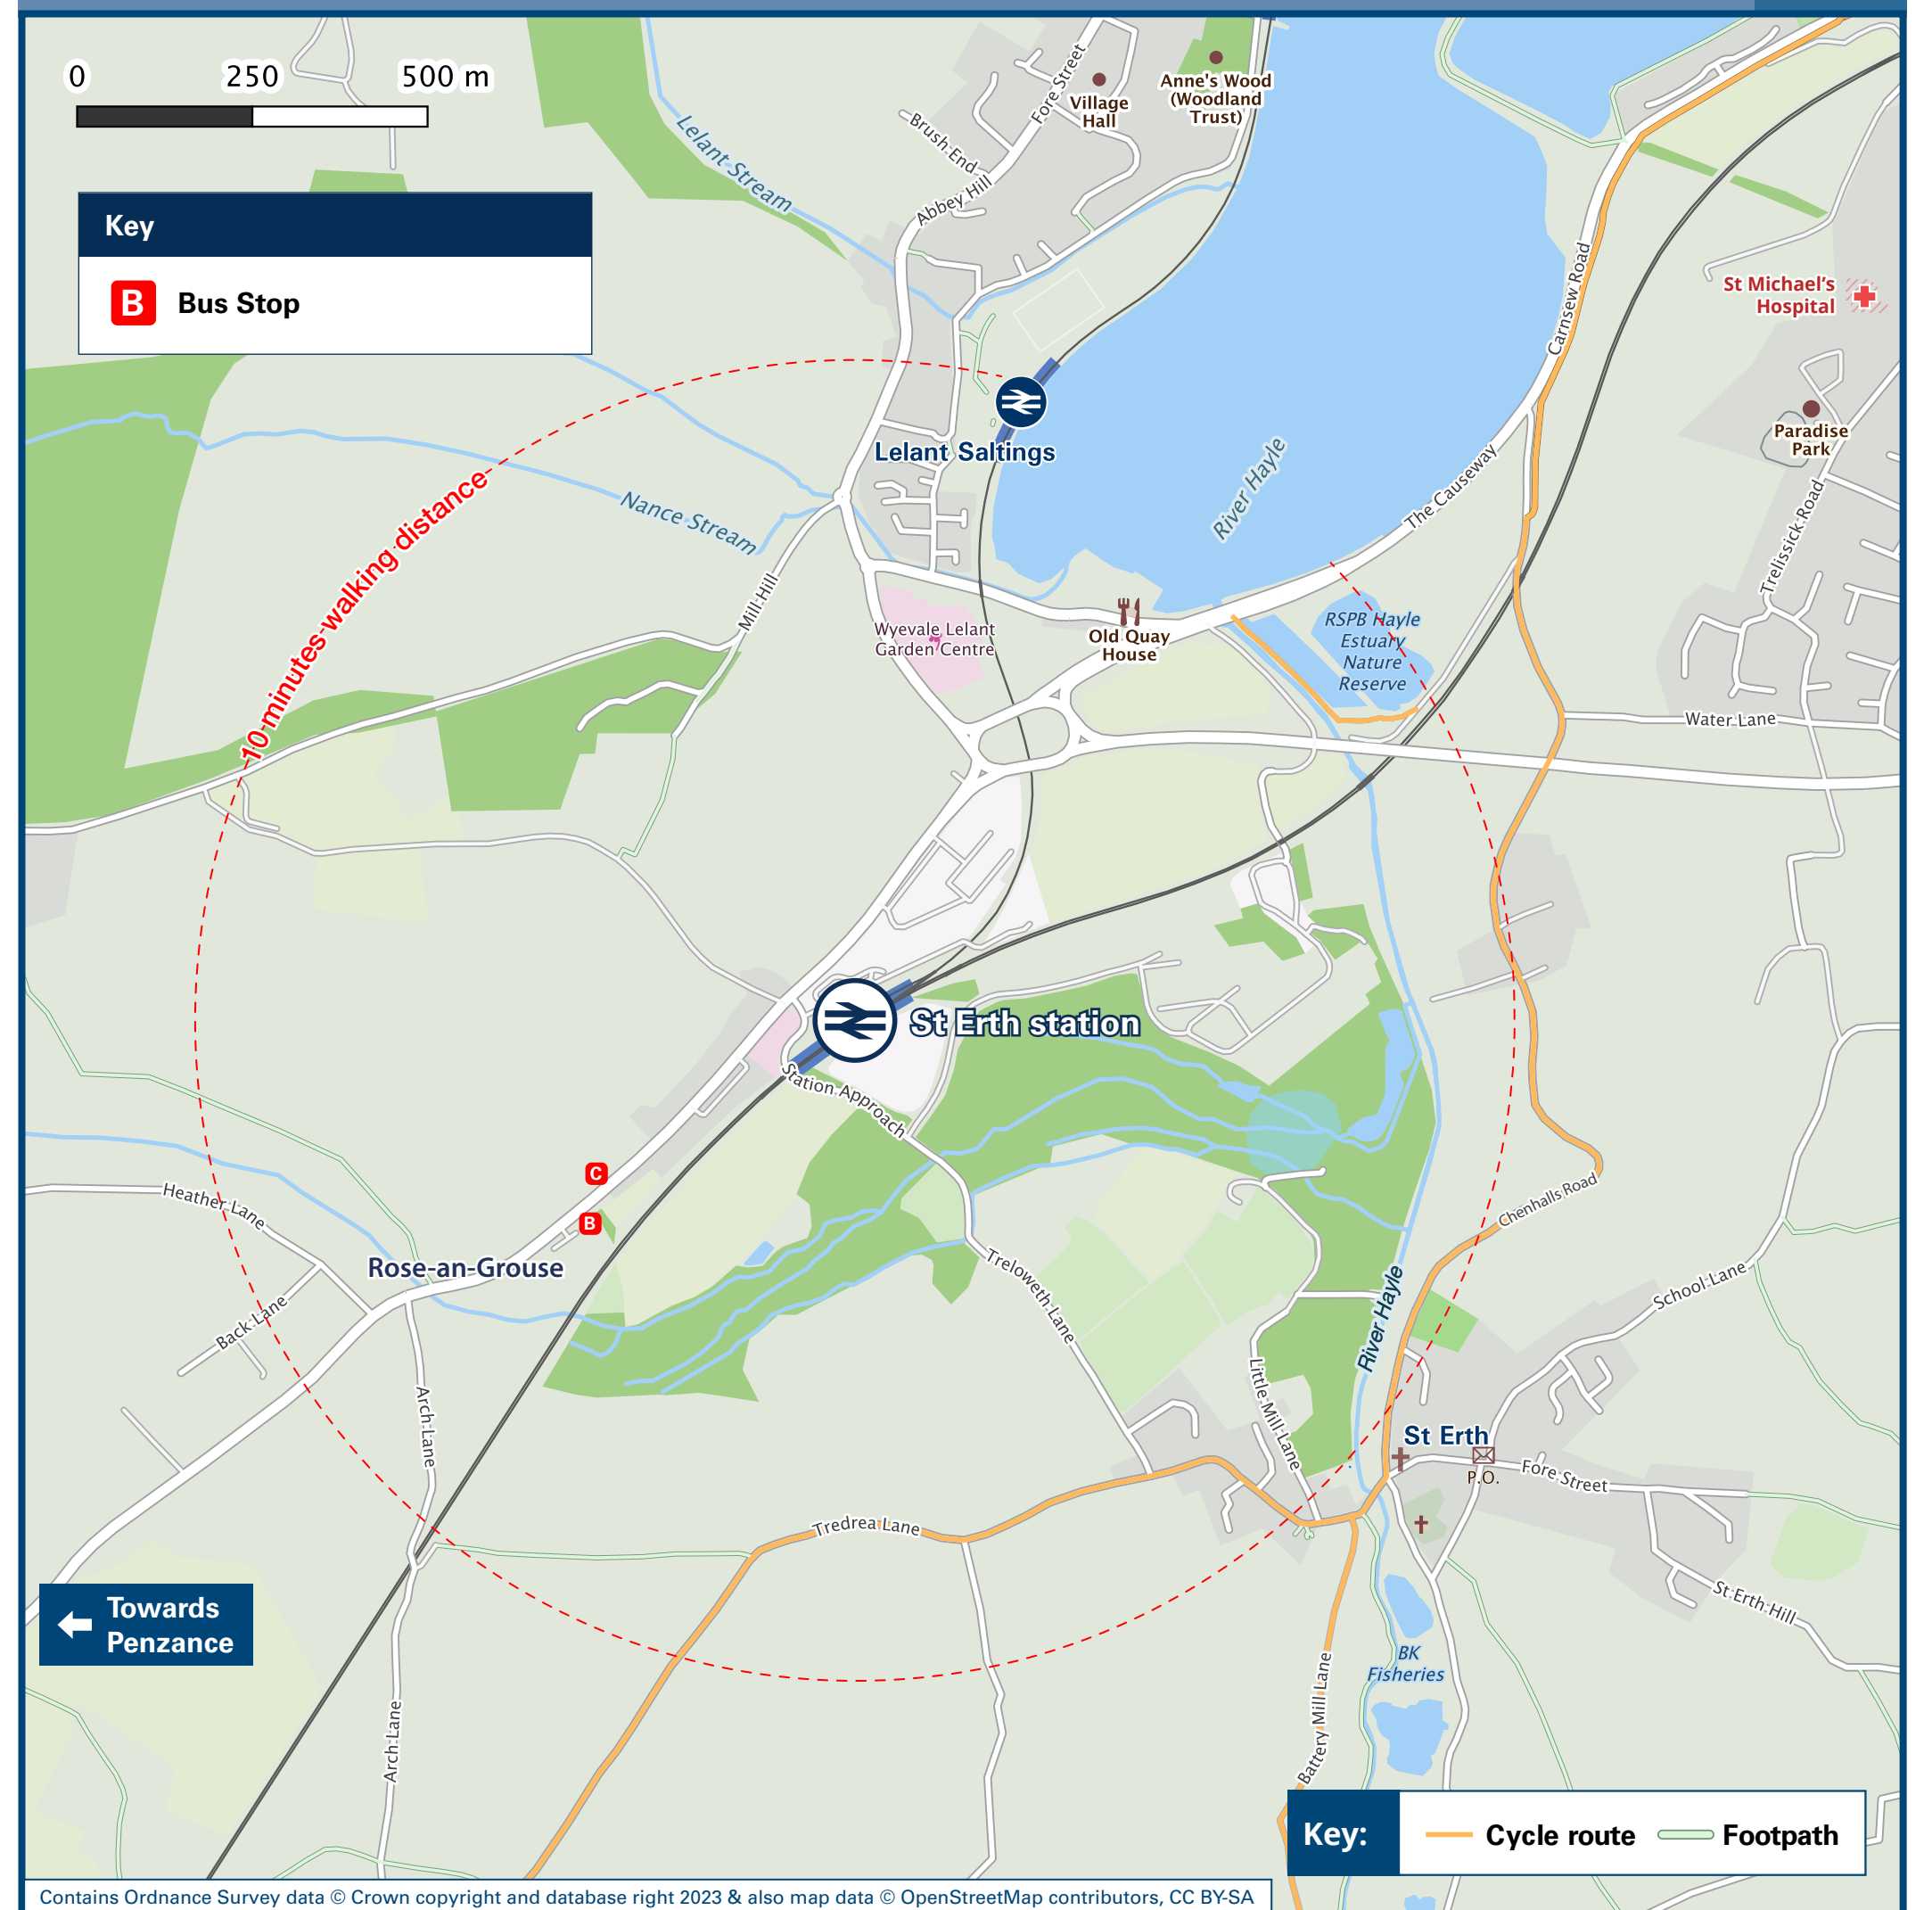 0 250 500 m
Key
B Bus Stop
Lelant Stream
Fore Street
Village
Hall
Anne's Wood
(Woodland
Trust)
Brush End
Abbey Hill
Carnsew Road
St Michael's
Hospital
Paradise
Park
Lelant Saltings
10 minutes walking distance
Nance Stream
River Hayle
The Causeway
Trelissick Road
Mill Hill
Wyevale Lelant
Garden Centre
Old Quay
House
RSPB Hayle
Estuary
Nature
Reserve
Water Lane
St Erth station
Station Approach
C
B
Heather Lane
Rose-an-Grouse
Back Lane
Arch Lane
Treloweth Lane
Chenhalls Road
School Lane
River Hayle
Little Mill Lane
St Erth
P.O.
Fore Street
Tredrea Lane
St Erth Hill
Towards
Penzance
BK
Fisheries
Arch Lane
Battery Mill Lane
Key: Cycle route Footpath
Contains Ordnance Survey data © Crown copyright and database right 2023 & also map data © OpenStreetMap contributors, CC BY-SA